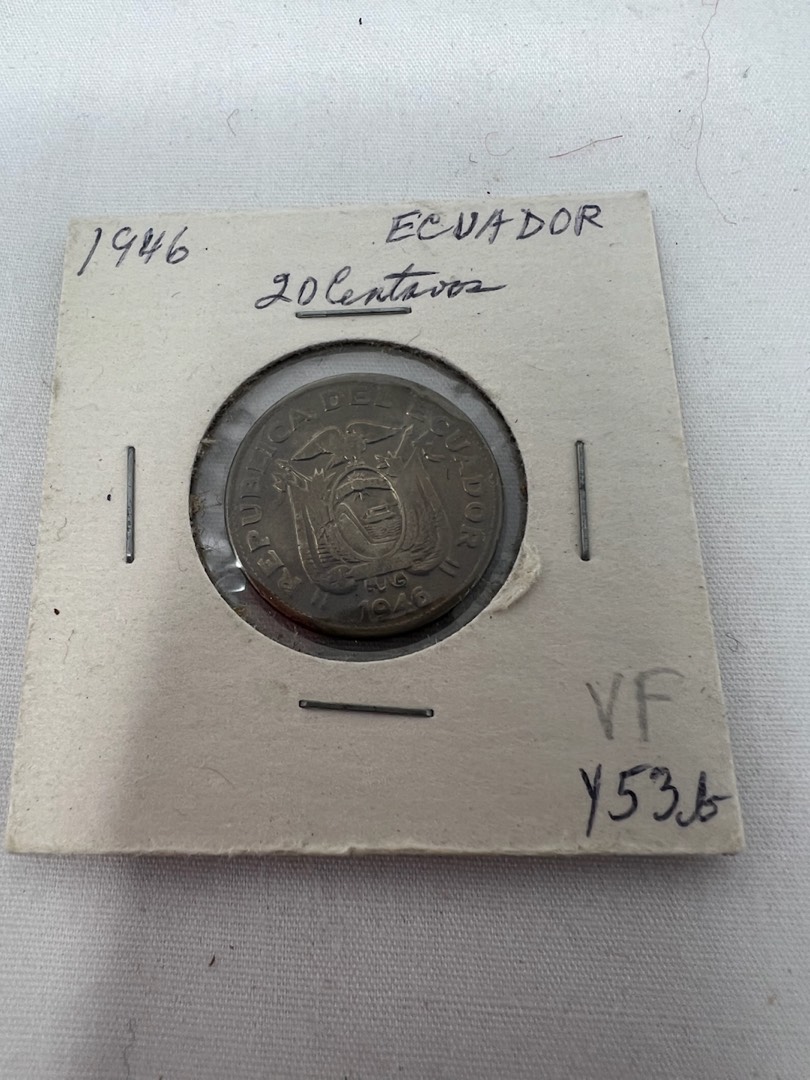 1946 ECUADOR
20 Centavos
REPUBLICA DEL ECUADOR
1946
VF
Y53b